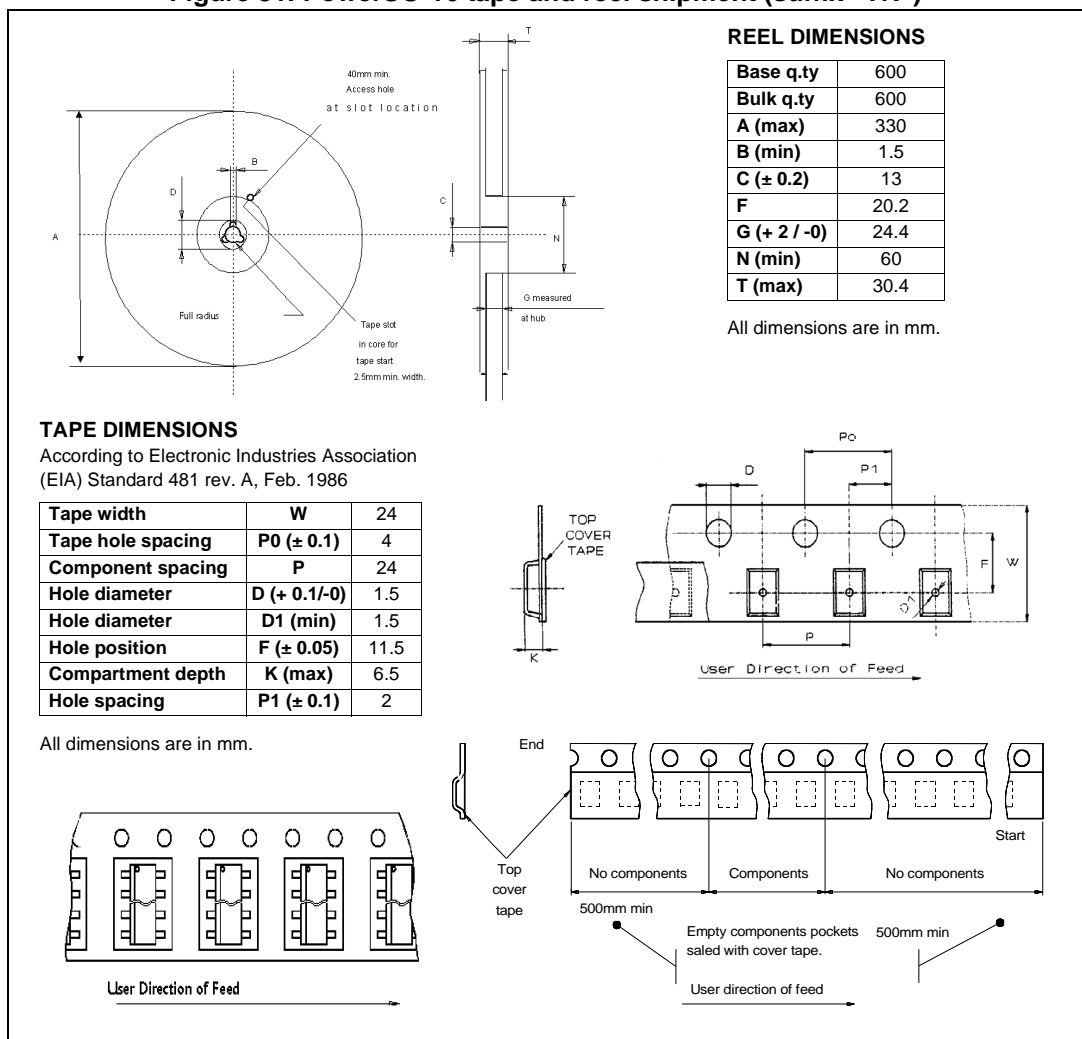 40mm min.
Access hole
at slot location
T
B
D
C
A
N
Full radius
Tape slot
in core for
tape start
2.5mm min. width.
G measured
at hub
REEL DIMENSIONS
Base q.ty 600
Bulk q.ty 600
A (max) 330
B (min) 1.5
C (± 0.2) 13
F 20.2
G (+ 2 / -0) 24.4
N (min) 60
T (max) 30.4
All dimensions are in mm.
TAPE DIMENSIONS
According to Electronic Industries Association
(EIA) Standard 481 rev. A, Feb. 1986
Tape width W 24
Tape hole spacing P0 (± 0.1) 4
Component spacing P 24
Hole diameter D (+ 0.1/-0) 1.5
Hole diameter D1 (min) 1.5
Hole position F (± 0.05) 11.5
Compartment depth K (max) 6.5
Hole spacing P1 (± 0.1) 2
All dimensions are in mm.
P0
D
P1
TOP
COVER
TAPE
F
W
D1
K
P
User Direction of Feed
End
Start
Top
cover
tape
No components
Components
No components
500mm min
Empty components pockets
saled with cover tape.
500mm min
User direction of feed
User Direction of Feed